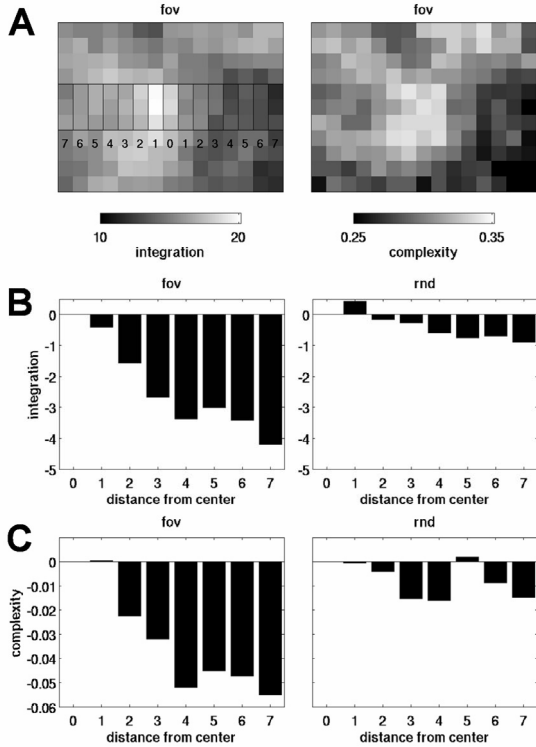 A
fov
fov
7 6 5 4 3 2 1 0 1 2 3 4 5 6 7
10 20
0.25 0.35
integration
complexity
B
fov
rnd
integration
0
-1
-2
-3
-4
-5
0 1 2 3 4 5 6 7
distance from center
0
-1
-2
-3
-4
-5
0 1 2 3 4 5 6 7
distance from center
C
fov
rnd
complexity
0
-0.01
-0.02
-0.03
-0.04
-0.05
-0.06
0 1 2 3 4 5 6 7
distance from center
0
-0.01
-0.02
-0.03
-0.04
-0.05
-0.06
0 1 2 3 4 5 6 7
distance from center